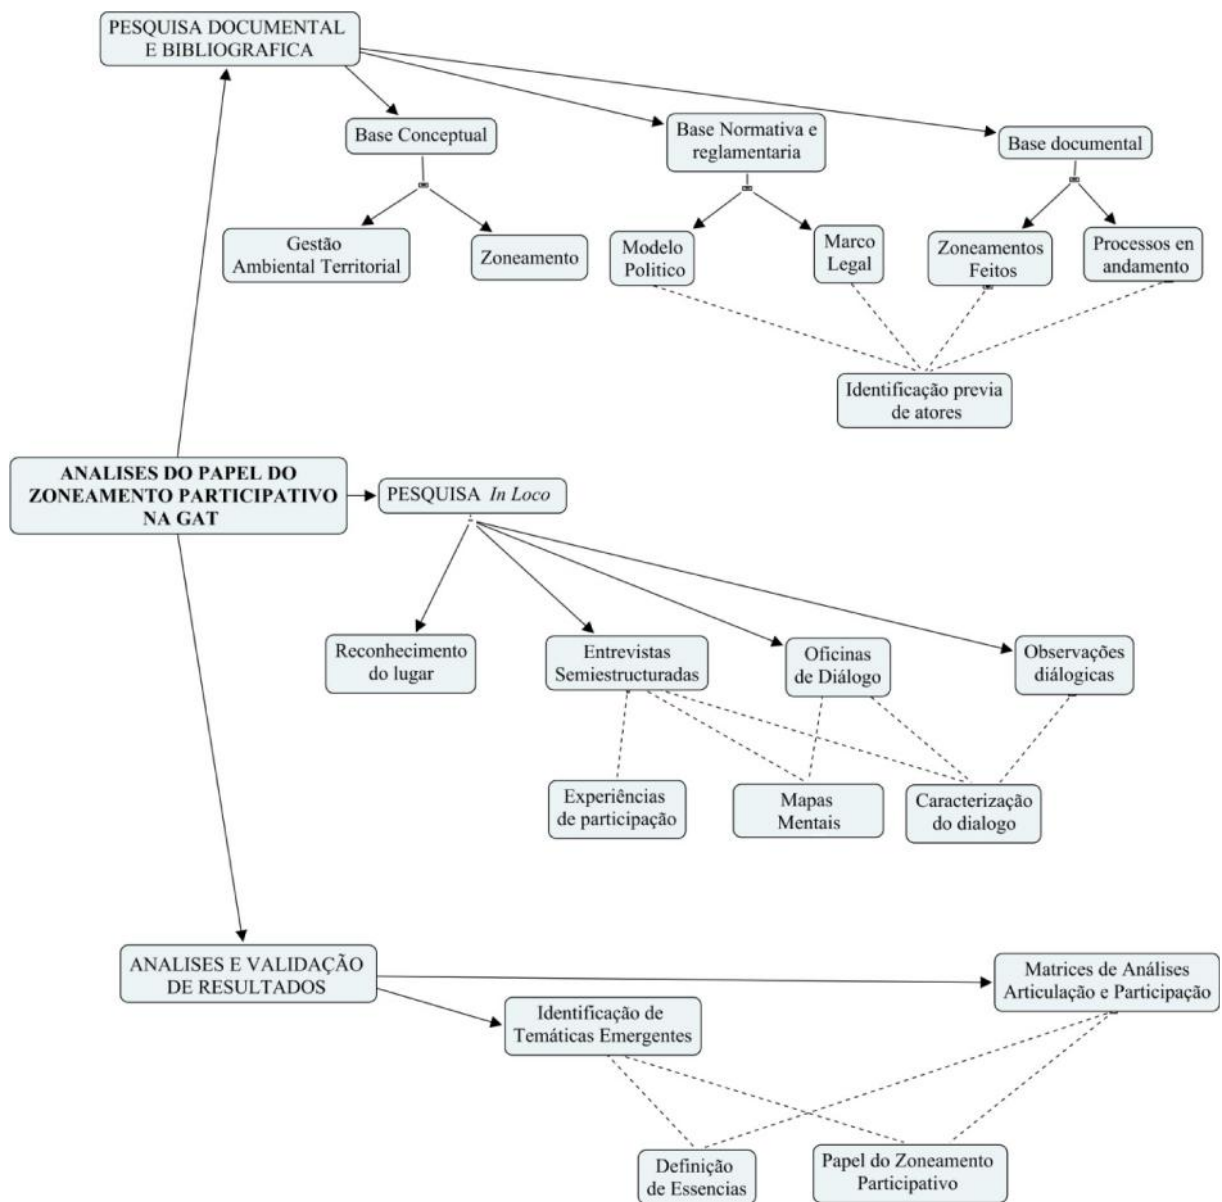 PESQUISA DOCUMENTAL
E BIBLIOGRAFICA
Base Conceptual
Base Normativa e
reglamentaria
Base documental
Gestão
Ambiental Territorial
Zoneamento
Modelo
Politico
Marco
Legal
Zoneamentos
Feitos
Processos en
andamento
Identificação previa
de atores
ANALISES DO PAPEL DO
ZONEAMENTO PARTICIPATIVO
NA GAT
PESQUISA In Loco
Reconhecimento
do lugar
Entrevistas
Semiestructuradas
Oficinas
de Diálogo
Observações
diálogicas
Experiências
de participação
Mapas
Mentais
Caracterização
do dialogo
ANALISES E VALIDAÇÃO
DE RESULTADOS
Matrices de Análises
Articulação e Participação
Identificação de
Temáticas Emergentes
Definição
de Essencias
Papel do Zoneamento
Participativo